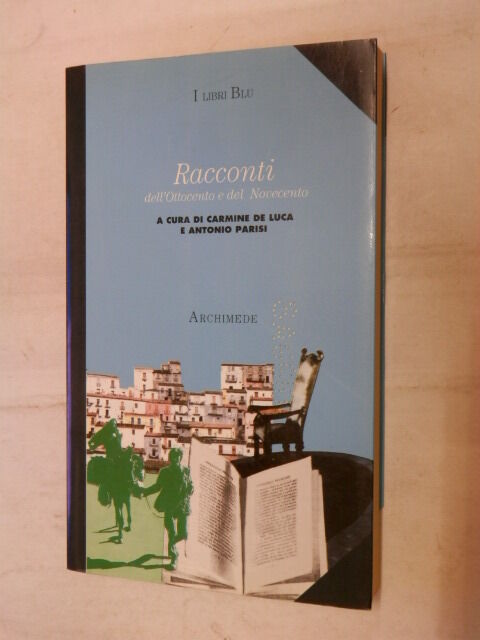 I LIBRI BLU
Racconti
dell'Ottocento e del Novecento
A CURA DI CARMINE DE LUCA
E ANTONIO PARISI
ARCHIMEDE